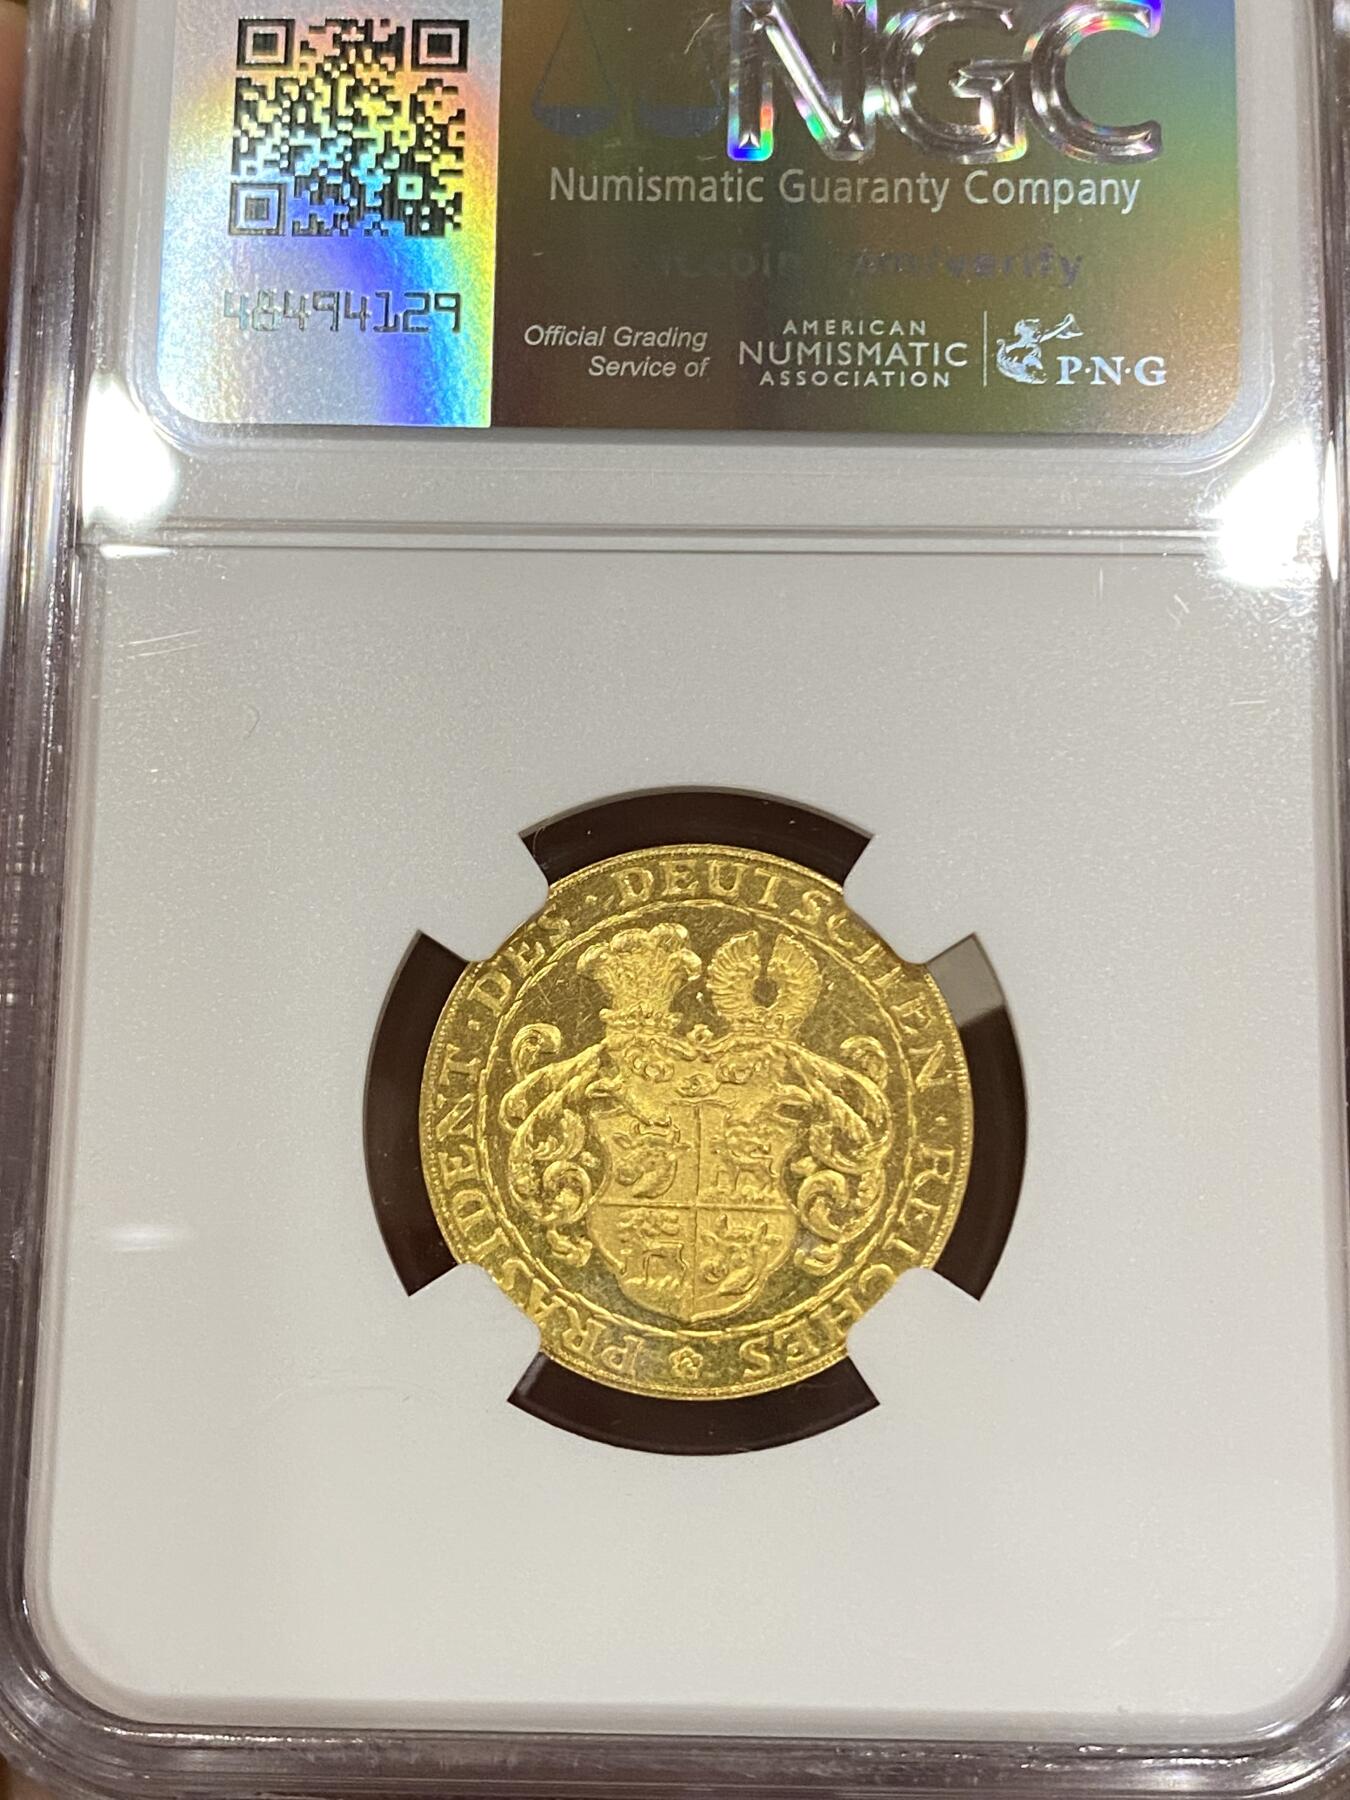 NGC
Numismatic Guaranty Company
48494129
Official Grading
Service of
AMERICAN
NUMISMATIC
ASSOCIATION
P·N·G
PRÄSIDENT · DES · DEUTSCHEN · REICHES